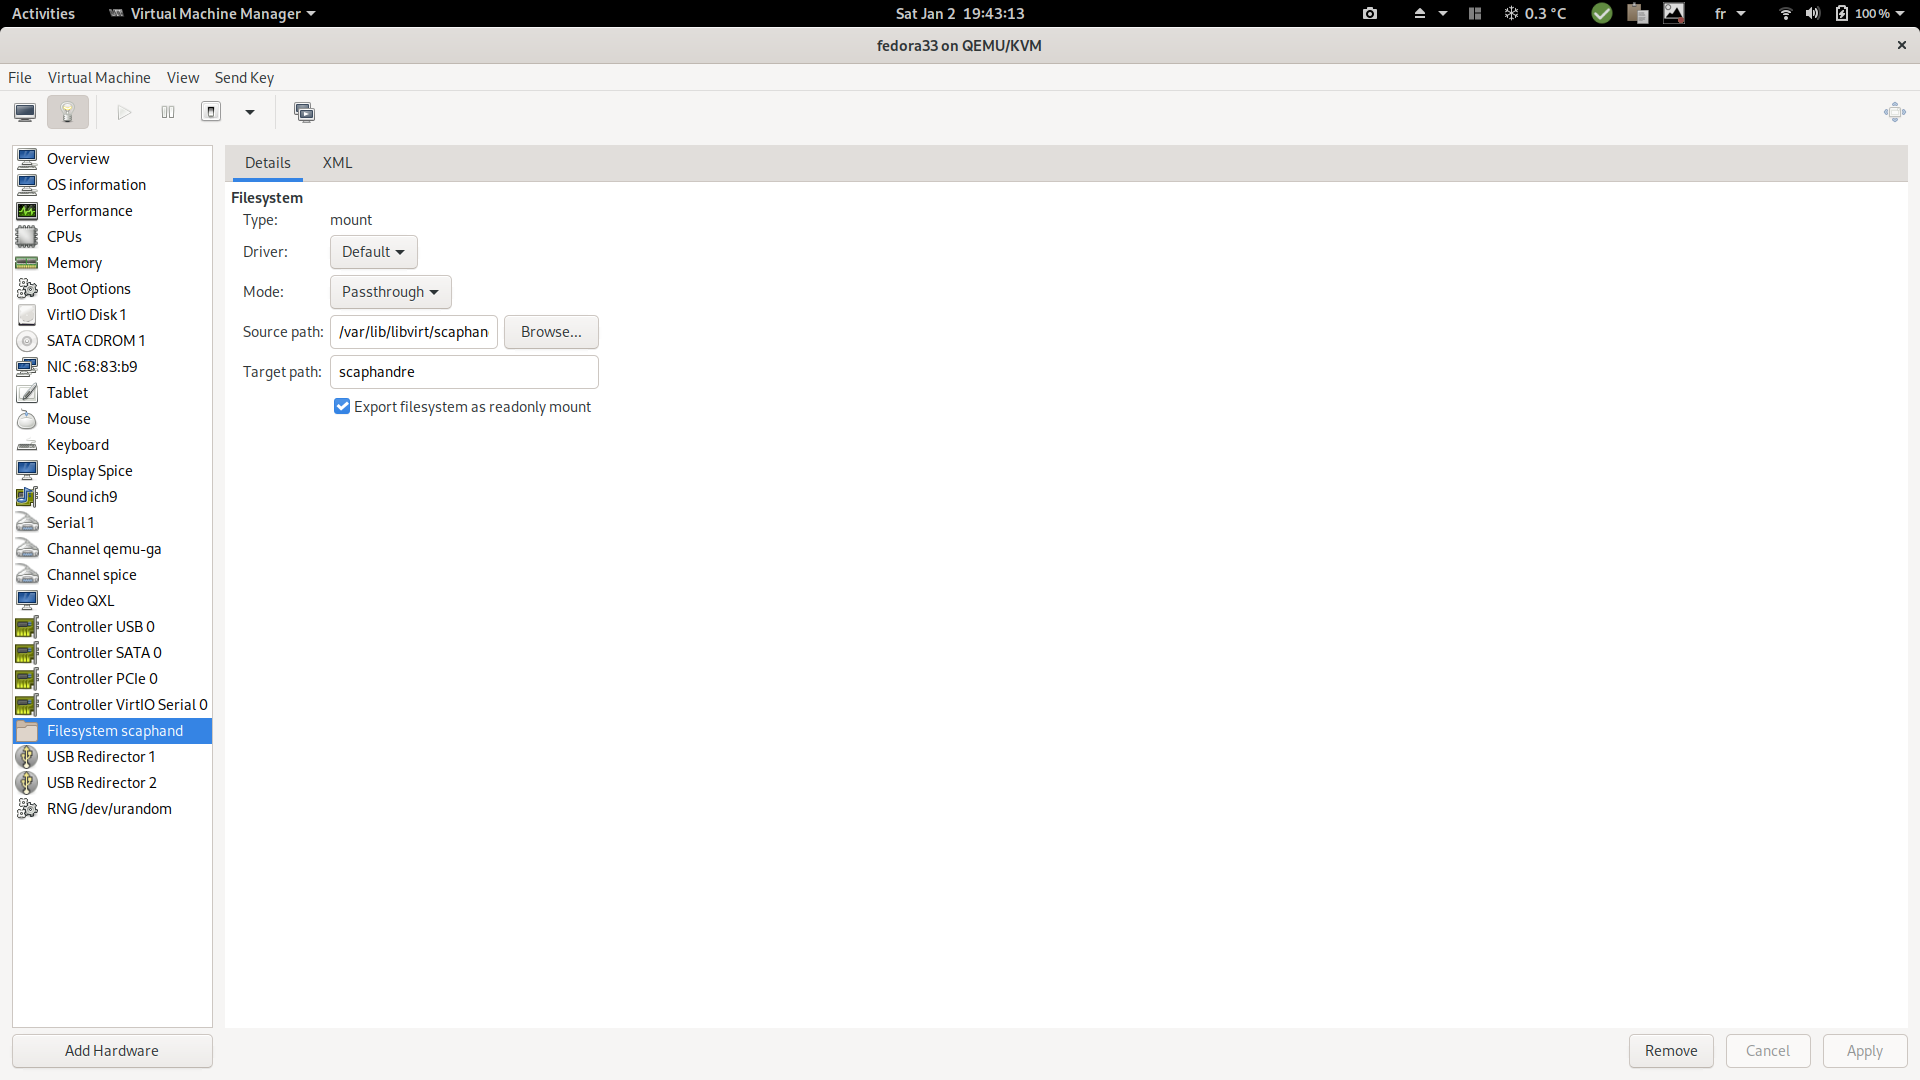 Activities Virtual Machine Manager Sat Jan 2 19:43:13 0.3 °C fr 100 %
fedora33 on QEMU/KVM
File Virtual Machine View Send Key
Overview
OS information
Performance
CPUs
Memory
Boot Options
VirtIO Disk 1
SATA CDROM 1
NIC :68:83:b9
Tablet
Mouse
Keyboard
Display Spice
Sound ich9
Serial 1
Channel qemu-ga
Channel spice
Video QXL
Controller USB 0
Controller SATA 0
Controller PCIe 0
Controller VirtIO Serial 0
Filesystem scaphand
USB Redirector 1
USB Redirector 2
RNG /dev/urandom
Add Hardware
Details XML
Filesystem
Type: mount
Driver: Default
Mode: Passthrough
Source path: /var/lib/libvirt/scaphan Browse...
Target path: scaphandre
Export filesystem as readonly mount
Remove Cancel Apply